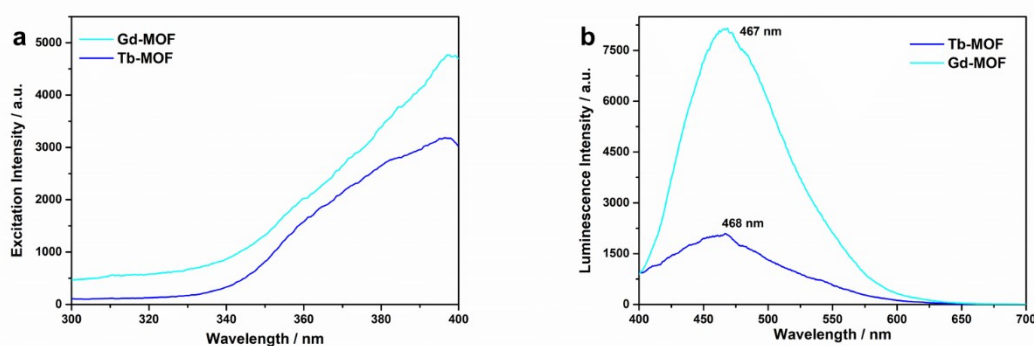 a
Gd-MOF
Tb-MOF
Excitation Intensity / a.u.
5000
4000
3000
2000
1000
0
300 320 340 360 380 400
Wavelength / nm
b
467 nm
468 nm
Tb-MOF
Gd-MOF
Luminescence Intensity / a.u.
7500
6000
4500
3000
1500
0
400 450 500 550 600 650 700
Wavelength / nm